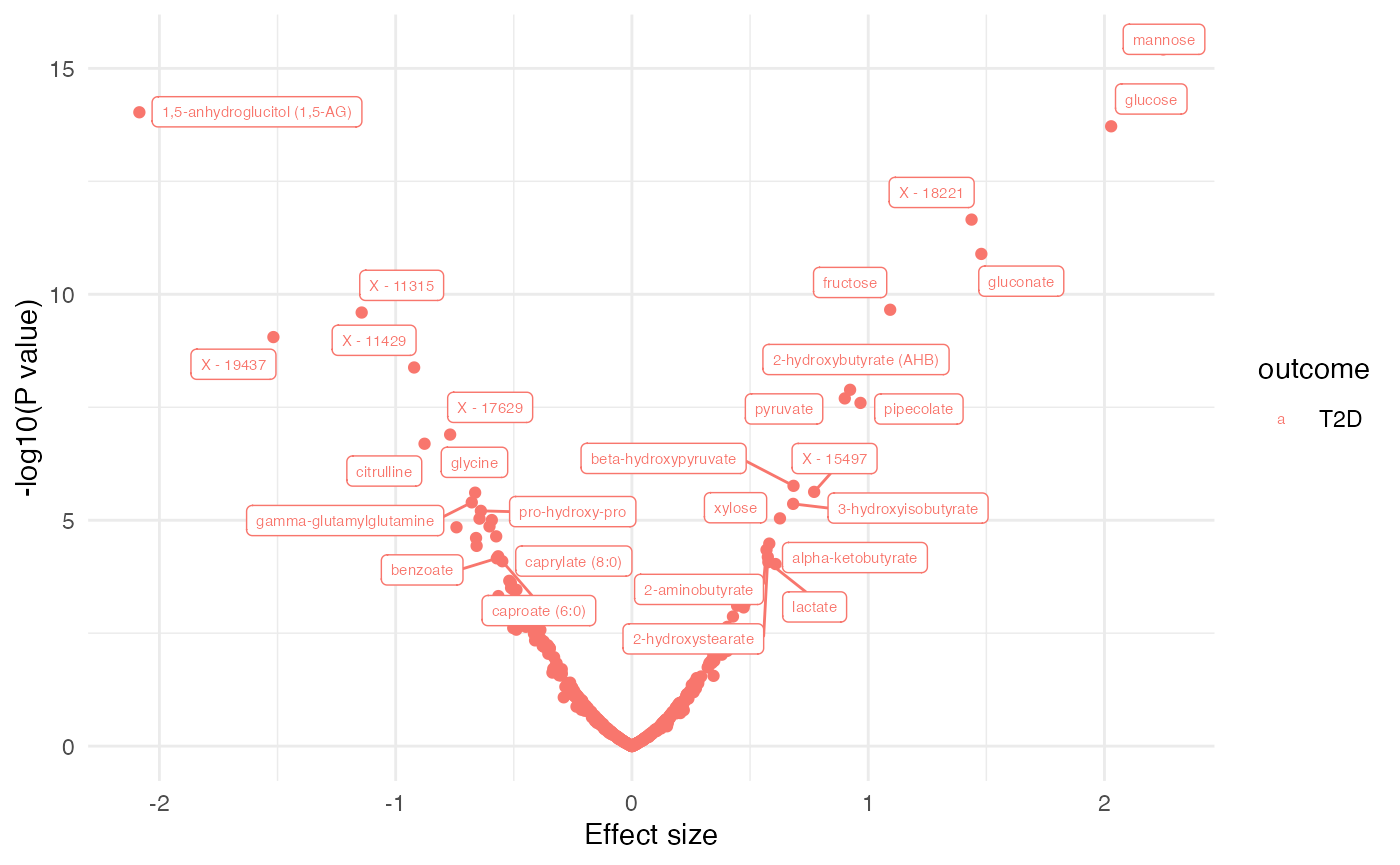 mannose
15
glucose
1,5-anhydroglucitol (1,5-AG)
X - 18221
gluconate
fructose
X - 11315
10
X - 11429
X - 19437
2-hydroxybutyrate (AHB)
pyruvate
pipecolate
X - 17629
citrulline
glycine
beta-hydroxypyruvate
X - 15497
xylose
3-hydroxyisobutyrate
gamma-glutamylglutamine
pro-hydroxy-pro
5
benzoate
caprylate (8:0)
alpha-ketobutyrate
2-aminobutyrate
caproate (6:0)
lactate
2-hydroxystearate
0
-2
-1
0
1
2
Effect size
-log10(P value)
outcome
a
T2D